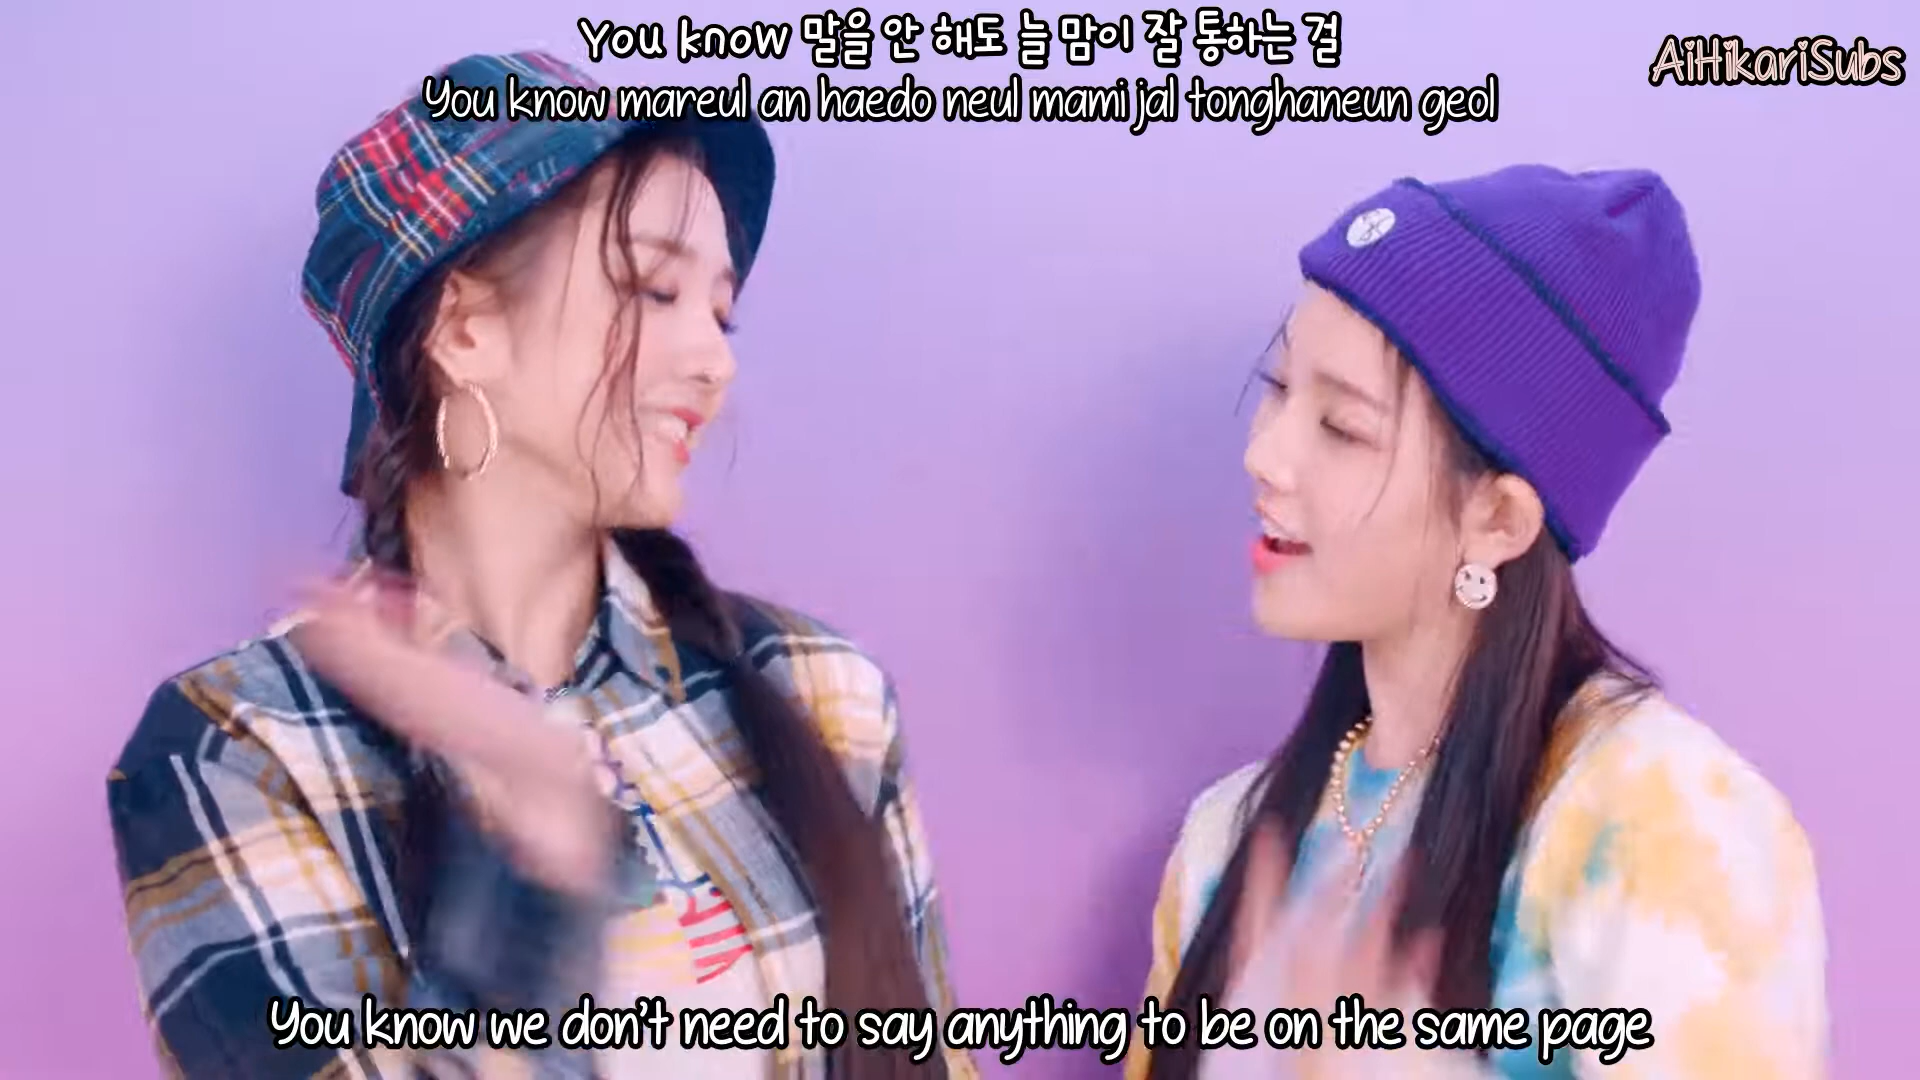 You know 말을 안 해도 늘 맘이 잘 통하는 걸
You know mareul an haedo neul mami jal tonghaneun geol
AiHikariSubs
You know we don't need to say anything to be on the same page